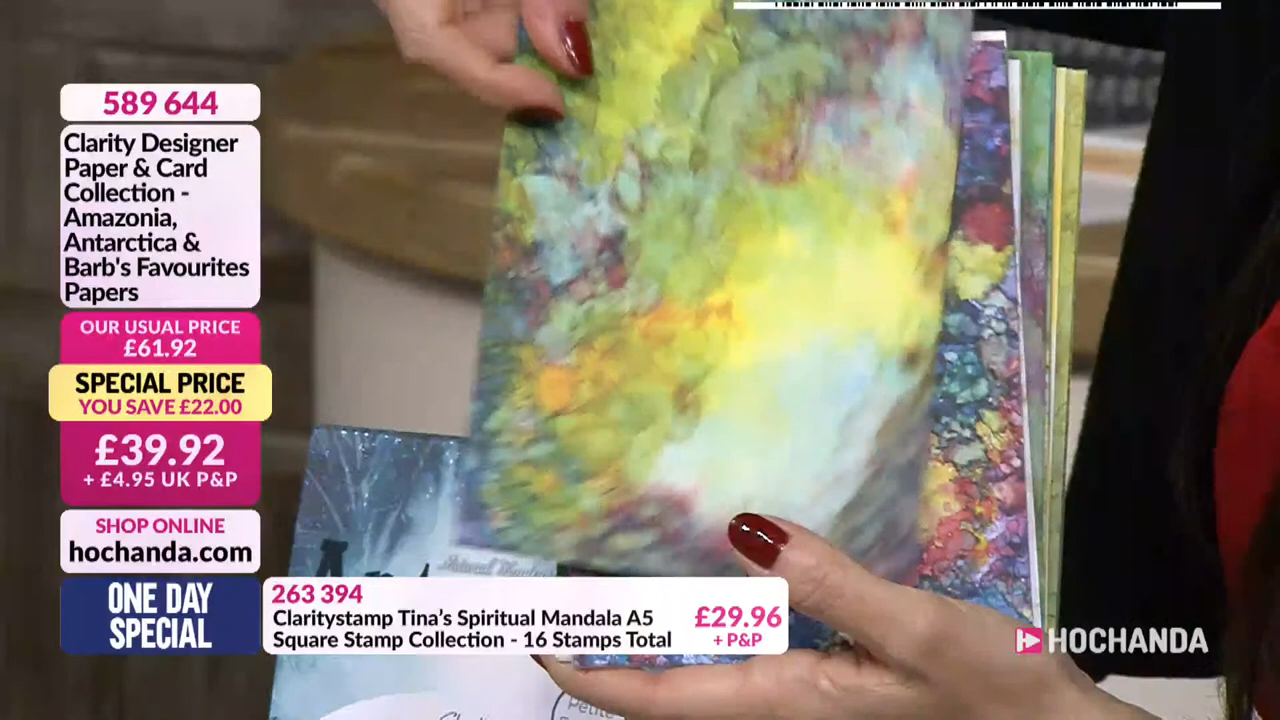 589 644
Clarity Designer
Paper & Card
Collection -
Amazonia,
Antarctica &
Barb's Favourites
Papers
OUR USUAL PRICE
£61.92
SPECIAL PRICE
YOU SAVE £22.00
£39.92
+ £4.95 UK P&P
SHOP ONLINE
hochanda.com
ONE DAY
SPECIAL
263 394
Claritystamp Tina's Spiritual Mandala A5
Square Stamp Collection - 16 Stamps Total
£29.96
+ P&P
HOCHANDA
Petite